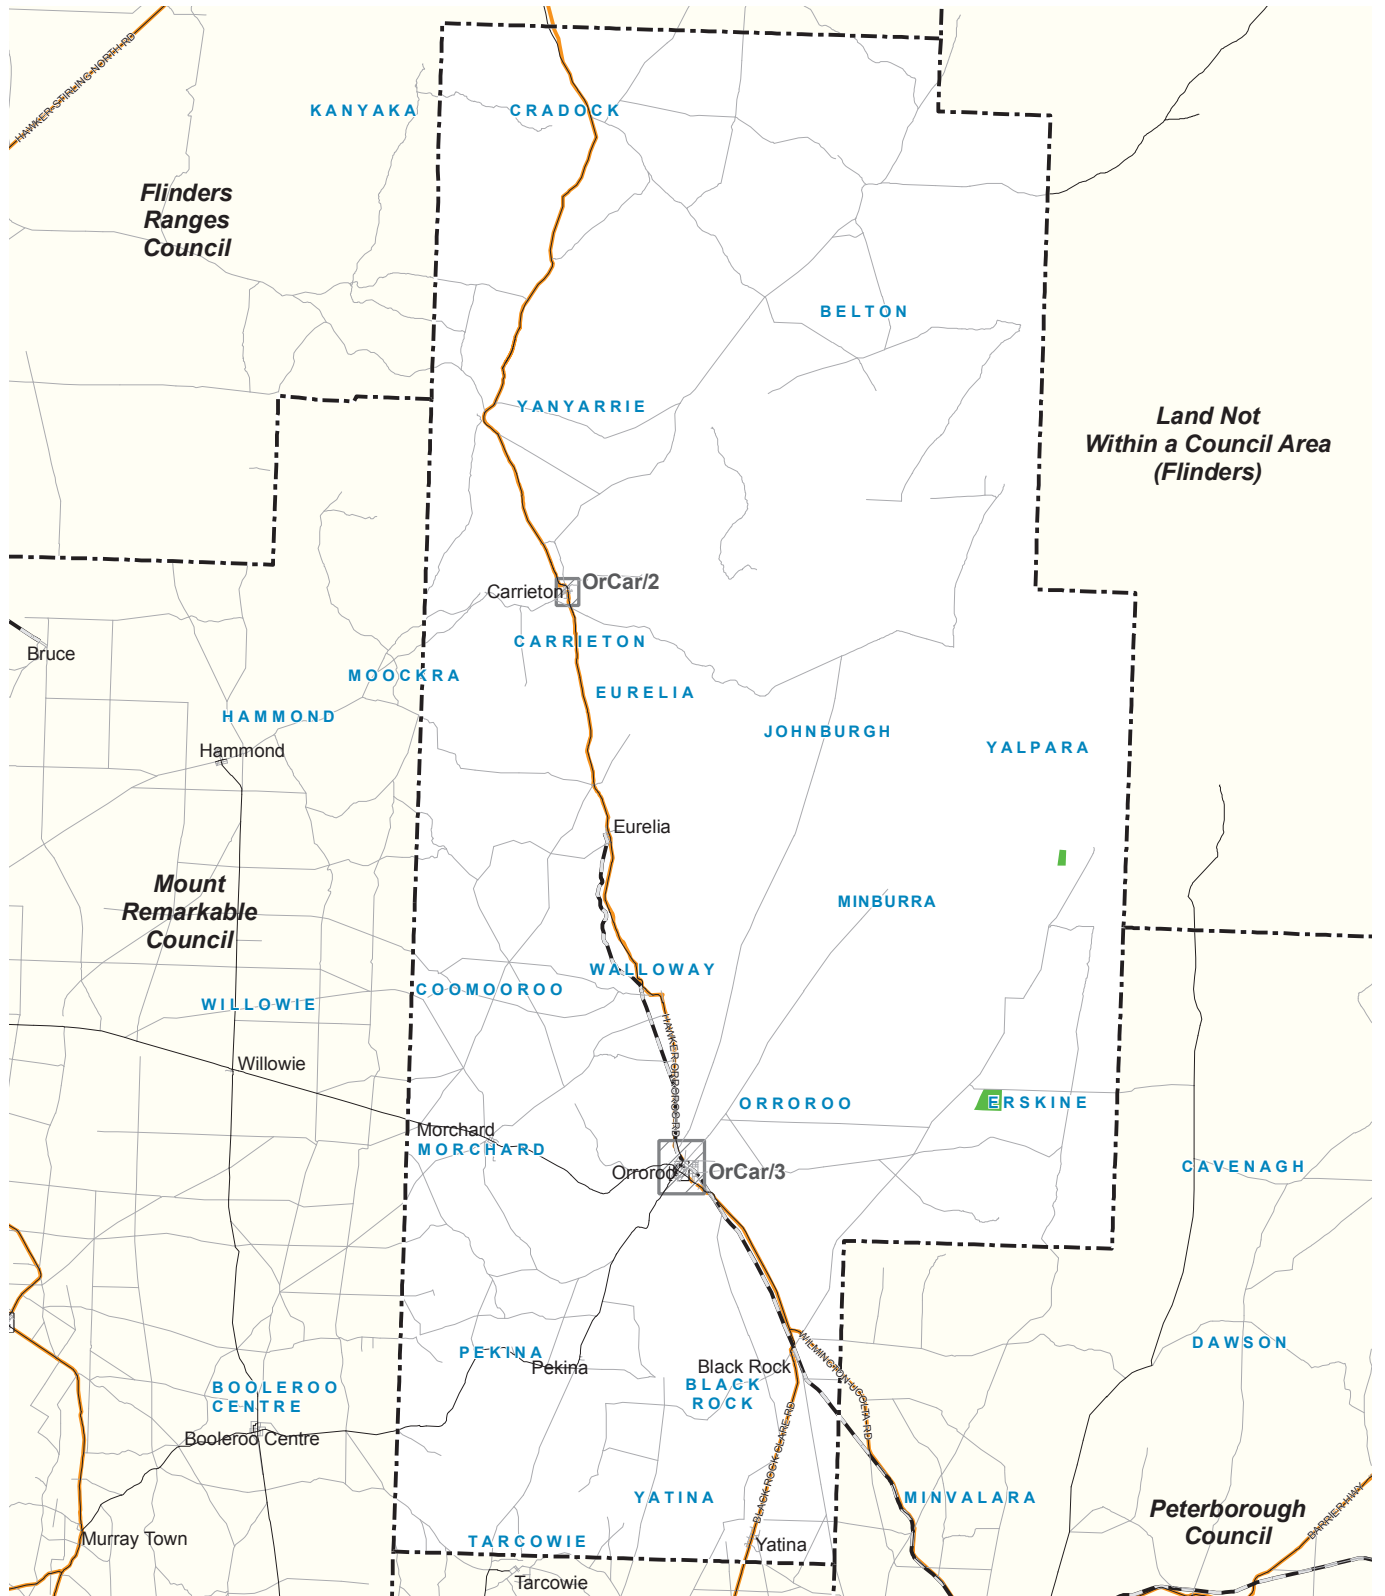 HAWKER-STIRLING NORTH RD
KANYAKA
CRADOCK
Flinders
Ranges
Council
BELTON
YANYARRIE
Land Not
Within a Council Area
(Flinders)
OrCar/2
Carrieton
CARRIETON
Bruce
MOOCKRA
EURELIA
HAMMOND
JOHNBURGH
YALPARA
Hammond
Eurelia
Mount
Remarkable
Council
MINBURRA
WALLOWAY
COOMOOROO
WILLOWIE
HAWKER-ORROROO RD
Willowie
ORROROO
ERSKINE
Morchard
MORCHARD
Orroroo
OrCar/3
CAVENAGH
WILMINGTON-UCOLTA RD
DAWSON
PEKINA
Pekina
Black Rock
BLACK
ROCK
BOOLEROO
CENTRE
Booleroo Centre
BLACK ROCK-CLARE RD
YATINA
MINVALARA
Peterborough
Council
BARRIER HWY
Murray Town
TARCOWIE
Yatina
Tarcowie